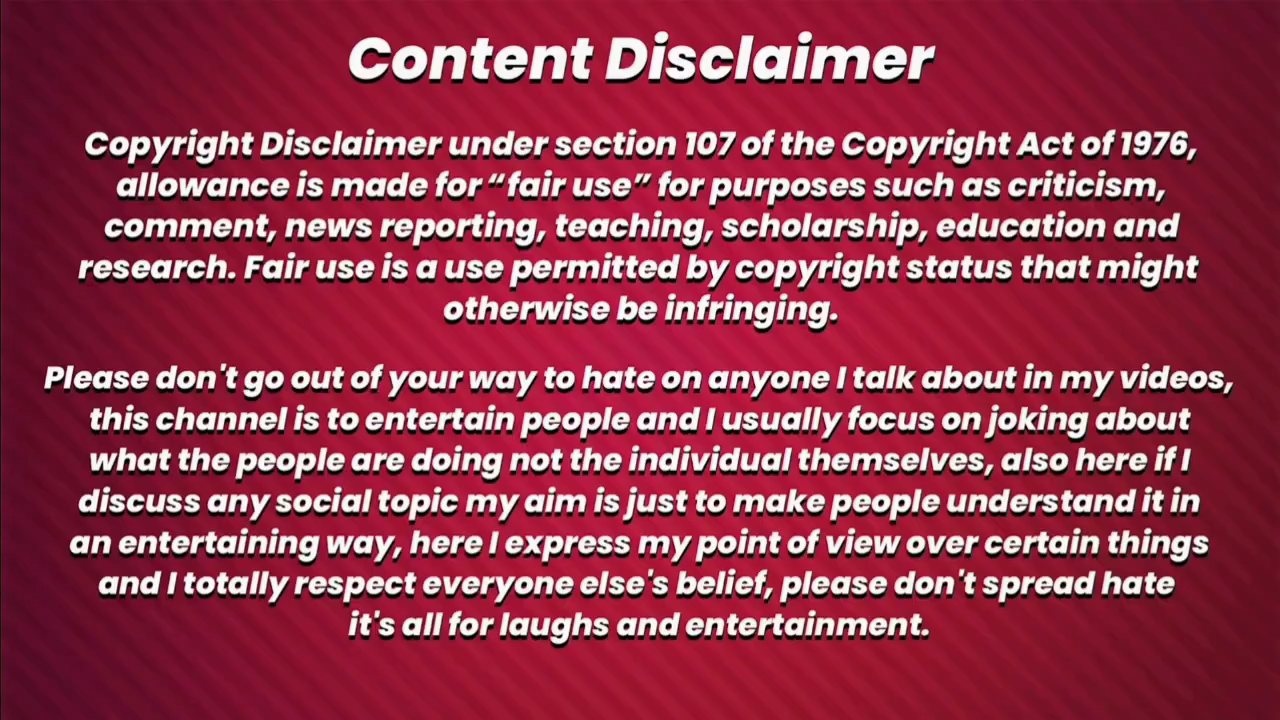 Content Disclaimer
Copyright Disclaimer under section 107 of the Copyright Act of 1976,
allowance is made for “fair use” for purposes such as criticism,
comment, news reporting, teaching, scholarship, education and
research. Fair use is a use permitted by copyright status that might
otherwise be infringing.
Please don't go out of your way to hate on anyone I talk about in my videos,
this channel is to entertain people and I usually focus on joking about
what the people are doing not the individual themselves, also here if I
discuss any social topic my aim is just to make people understand it in
an entertaining way, here I express my point of view over certain things
and I totally respect everyone else's belief, please don't spread hate
it's all for laughs and entertainment.